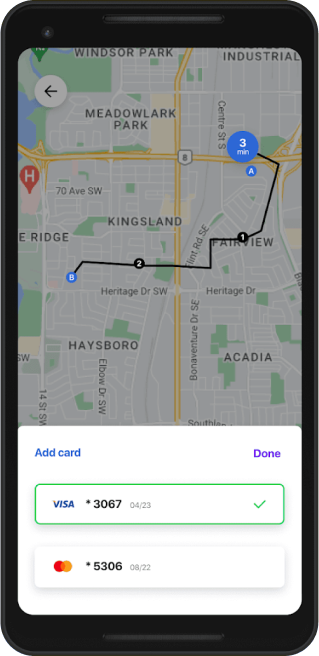 WINDSOR PARK
INDUSTRIAL
MEADOWLARK
PARK
Centre St S
3
min
8
A
H
70 Ave SW
KINGSLAND
Flint Rd SE
1
FAIRVIEW
E RIDGE
2
B
Heritage Dr SW
Heritage Dr
Bonaventure Dr SE
HAYSBORO
Elbow Dr SW
ACADIA
14 St SW
SW
Southlan
Add card
Done
VISA * 3067 04/23
* 5306 08/22